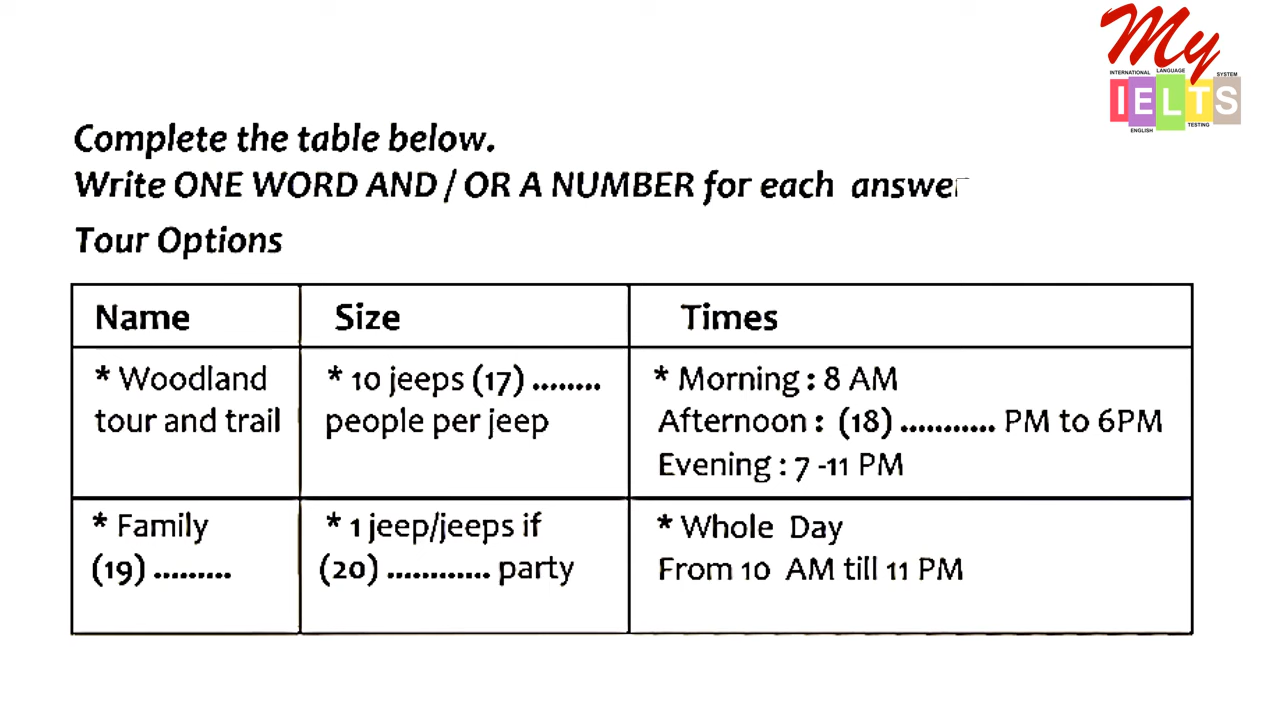 My
INTERNATIONAL LANGUAGE SYSTEM
IELTS
ENGLISH TESTING
Complete the table below.
Write ONE WORD AND / OR A NUMBER for each answer
Tour Options
Name Size Times
* Woodland * 10 jeeps (17) ........ * Morning : 8 AM
tour and trail people per jeep Afternoon : (18) ........... PM to 6PM
Evening : 7 -11 PM
* Family * 1 jeep/jeeps if * Whole Day
(19) ......... (20) ............ party From 10 AM till 11 PM